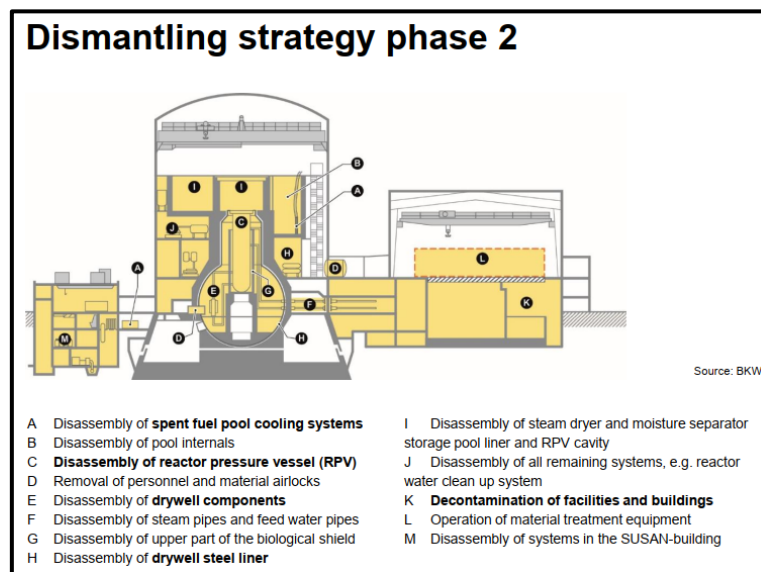 Dismantling strategy phase 2
B
I
I
A
C
J
H
D
L
A
E
G
F
K
M
D
H
Source: BKW
A Disassembly of spent fuel pool cooling systems
B Disassembly of pool internals
C Disassembly of reactor pressure vessel (RPV)
D Removal of personnel and material airlocks
E Disassembly of drywell components
F Disassembly of steam pipes and feed water pipes
G Disassembly of upper part of the biological shield
H Disassembly of drywell steel liner
I Disassembly of steam dryer and moisture separator
storage pool liner and RPV cavity
J Disassembly of all remaining systems, e.g. reactor
water clean up system
K Decontamination of facilities and buildings
L Operation of material treatment equipment
M Disassembly of systems in the SUSAN-building